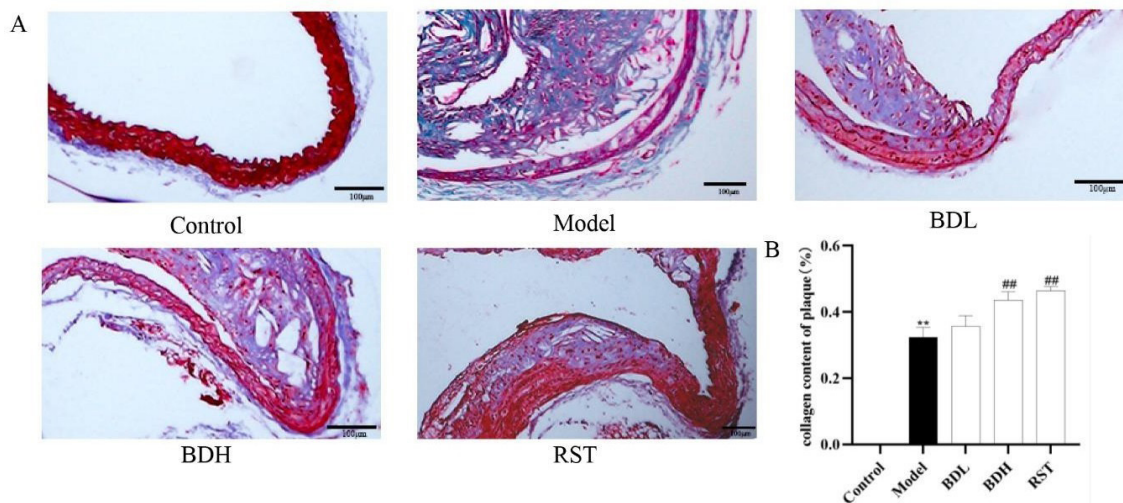 A
100μm
100μm
100μm
Control
Model
BDL
100μm
100μm
BDH
RST
B
collagen content of plaque (%)
0.6
0.4
0.2
0.0
**
##
##
Control
Model
BDL
BDH
RST